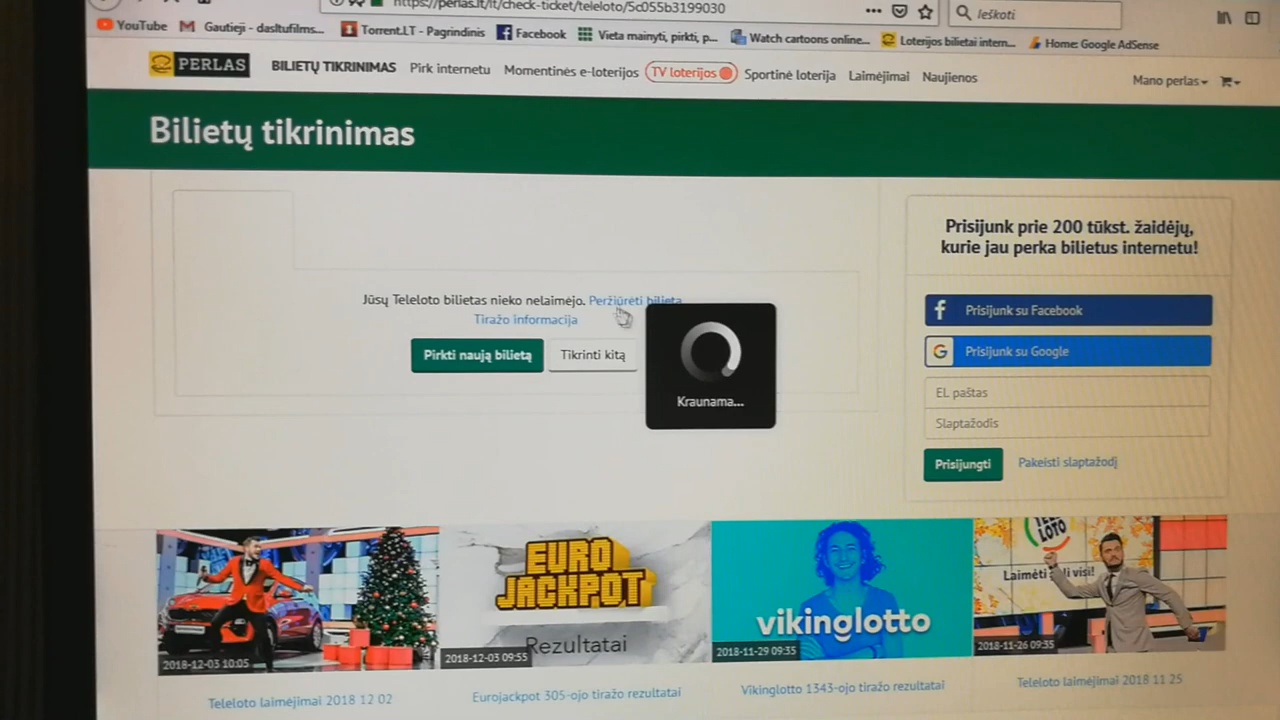 https://perlas.lt/lt/check-ticket/teleloto/5c055b3199030
Ieškoti
YouTube
Gautieji - dasltufilms...
Torrent.LT - Pagrindinis
Facebook
Vieta mainyti, pirkti, p...
Watch cartoons online...
Loterijos bilietai intern...
Home: Google AdSense
PERLAS
BILIETŲ TIKRINIMAS
Pirk internetu
Momentinės e-loterijos
TV loterijos
Sportinė loterija
Laimėjimai
Naujienos
Mano perlas
Bilietų tikrinimas
Jūsų Teleloto bilietas nieko nelaimėjo. Peržiūrėti bilietą
Tiražo informacija
Pirkti naują bilietą
Tikrinti kitą
Kraunama...
Prisijunk prie 200 tūkst. žaidėjų,
kurie jau perka bilietus internetu!
Prisijunk su Facebook
G
Prisijunk su Google
El. paštas
Slaptažodis
Prisijungti
Pakeisti slaptažodį
2018-12-03 10:05
Teleloto laimėjimai 2018 12 02
EURO
JACKPOT
Rezultatai
2018-12-03 09:55
Eurojackpot 305-ojo tiražo rezultatai
vikinglotto
2018-11-29 09:35
Vikinglotto 1343-ojo tiražo rezultatai
TELE
LOTO
Laimėti visi!
2018-11-26 09:35
Teleloto laimėjimai 2018 11 25